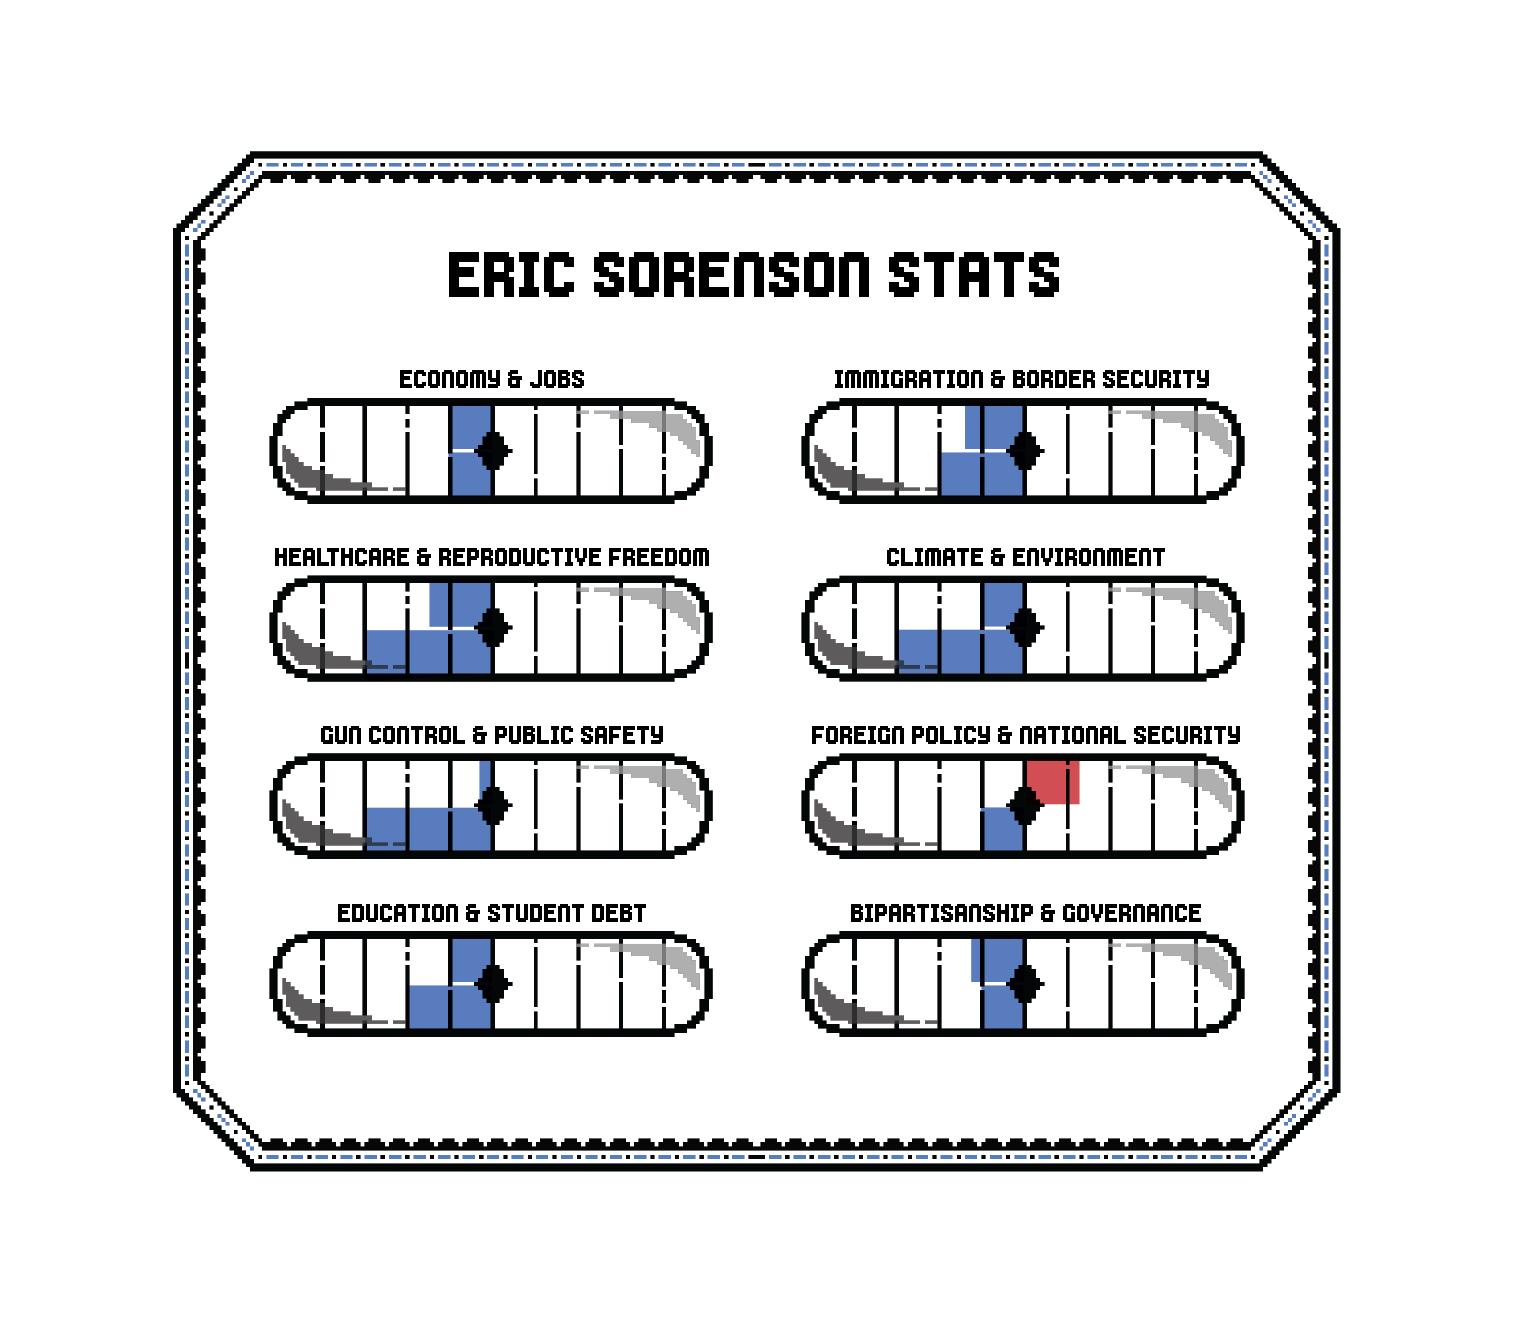 ERIC SORENSON STATS
ECONOMY & JOBS
IMMIGRATION & BORDER SECURITY
HEALTHCARE & REPRODUCTIVE FREEDOM
CLIMATE & ENVIRONMENT
GUN CONTROL & PUBLIC SAFETY
FOREIGN POLICY & NATIONAL SECURITY
EDUCATION & STUDENT DEBT
BIPARTISANSHIP & GOVERNANCE